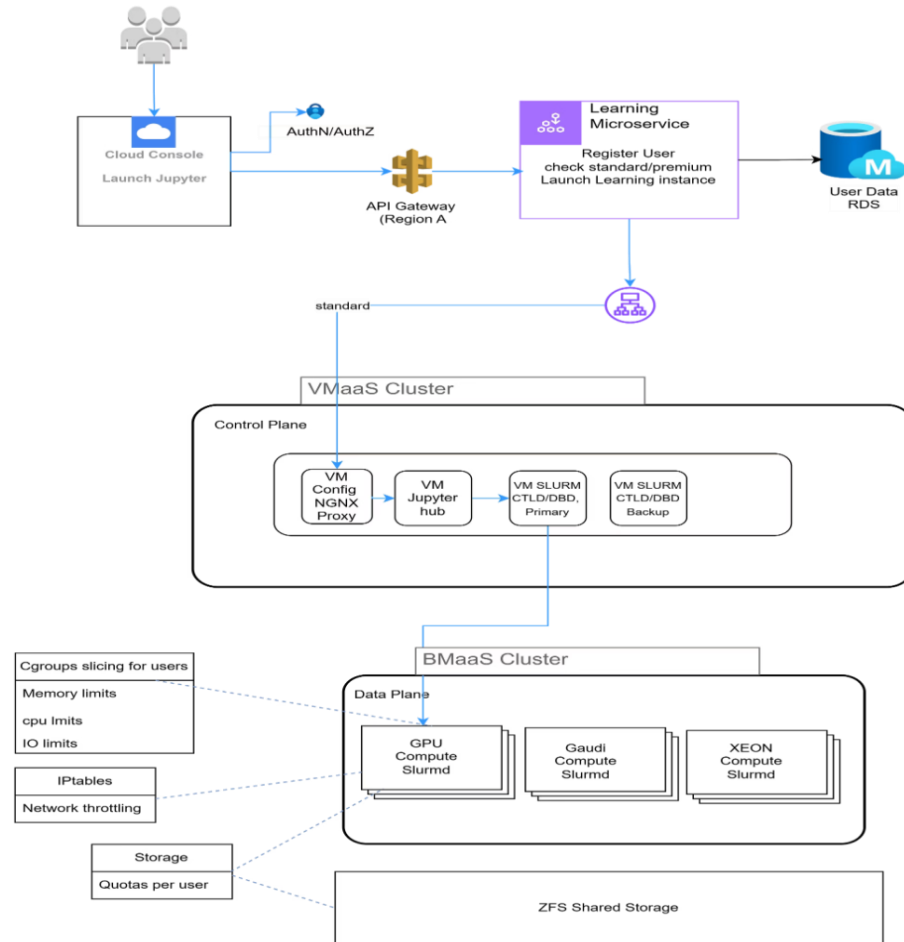 Cloud Console
Launch Jupyter
AuthN/AuthZ
API Gateway
(Region A
Learning
Microservice
Register User
check standard/premium
Launch Learning instance
M
User Data
RDS
standard
VMaaS Cluster
Control Plane
VM
Config
NGNX
Proxy
VM
Jupyter
hub
VM SLURM
CTLD/DBD,
Primary
VM SLURM
CTLD/DBD
Backup
BMaaS Cluster
Data Plane
GPU
Compute
Slurmd
Gaudi
Compute
Slurmd
XEON
Compute
Slurmd
Cgroups slicing for users
Memory limits
cpu lmits
IO limits
IPtables
Network throttling
Storage
Quotas per user
ZFS Shared Storage